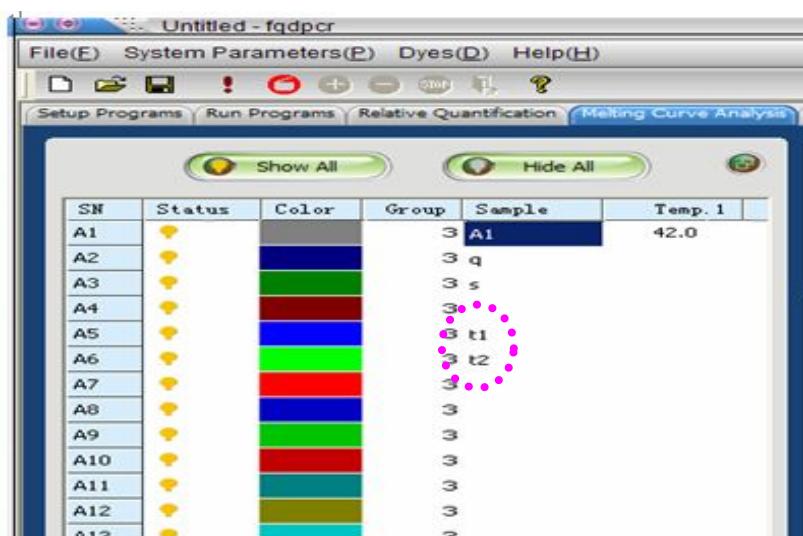 Untitled - fqdpcr
File(F) System Parameters(P) Dyes(D) Help(H)
STOP
Setup Programs Run Programs Relative Quantification Melting Curve Analysis
Show All Hide All
SN Status Color Group Sample Temp. 1
A1 3 A1 42.0
A2 3 q
A3 3 s
A4 3
A5 3 t1
A6 3 t2
A7 3
A8 3
A9 3
A10 3
A11 3
A12 3
A13